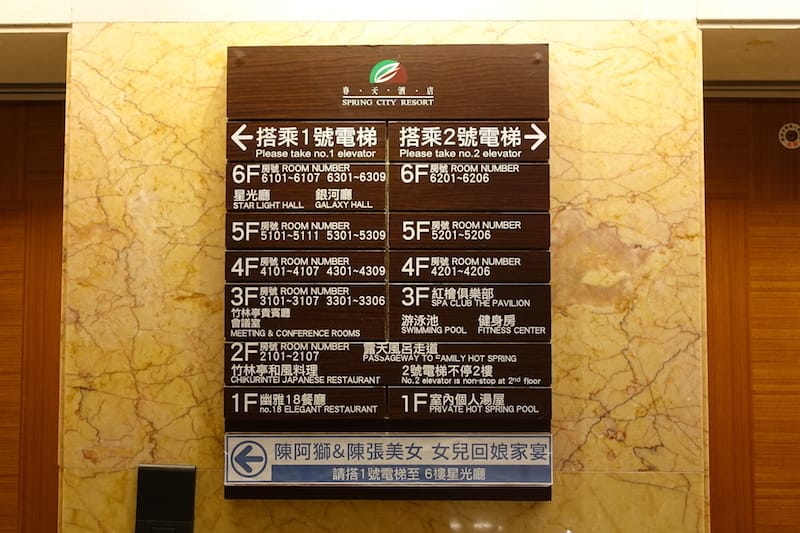 春·天·酒·店
SPRING CITY RESORT
搭乘1號電梯
Please take no.1 elevator
搭乘2號電梯
Please take no.2 elevator
6F 房號 ROOM NUMBER
6101~6107 6301~6309
星光廳 銀河廳
STAR LIGHT HALL GALAXY HALL
6F 房號 ROOM NUMBER
6201~6206
5F 房號 ROOM NUMBER
5101~5111 5301~5309
5F 房號 ROOM NUMBER
5201~5206
4F 房號 ROOM NUMBER
4101~4107 4301~4309
4F 房號 ROOM NUMBER
4201~4206
3F 房號 ROOM NUMBER
3101~3107 3301~3306
竹林亭貴賓廳
會議室
MEETING & CONFERENCE ROOMS
3F 紅檜俱樂部
SPA CLUB THE PAVILION
游泳池 健身房
SWIMMING POOL FITNESS CENTER
2F 房號 ROOM NUMBER
2101~2107
竹林亭和風料理
CHIKURINTEI JAPANESE RESTAURANT
露天風呂走道
PASSAGEWAY TO FAMILY HOT SPRING
2號電梯不停2樓
No.2 elevator is non-stop at 2nd floor
1F 幽雅18餐廳
no.18 ELEGANT RESTAURANT
1F 室內個人湯屋
PRIVATE HOT SPRING POOL
陳阿獅&陳張美女 女兒回娘家宴
請搭1號電梯至 6樓星光廳